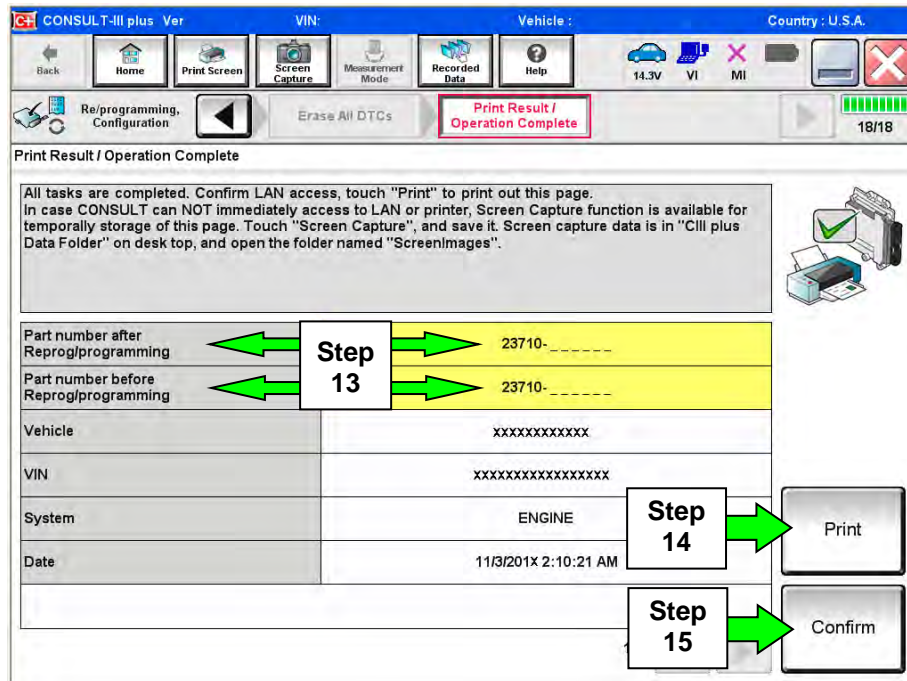 C+ CONSULT-III plus Ver VIN: Vehicle : Country : U.S.A.
Back
Home
Print Screen
Screen Capture
Measurement Mode
Recorded Data
Help
14.3V
VI
MI
Re/programming, Configuration
Erase All DTCs
Print Result / Operation Complete
18/18
Print Result / Operation Complete
All tasks are completed. Confirm LAN access, touch "Print" to print out this page.
In case CONSULT can NOT immediately access to LAN or printer, Screen Capture function is available for
temporally storage of this page. Touch "Screen Capture", and save it. Screen capture data is in "CIII plus
Data Folder" on desk top, and open the folder named "ScreenImages".
Part number after
Reprog/programming
23710-_ _ _ _ _ _
Step
13
Part number before
Reprog/programming
23710-_ _ _ _ _ _
Vehicle
xxxxxxxxxxxx
VIN
xxxxxxxxxxxxxxxxx
System
ENGINE
Step
14
Print
Date
11/3/201X 2:10:21 AM
Step
15
Confirm